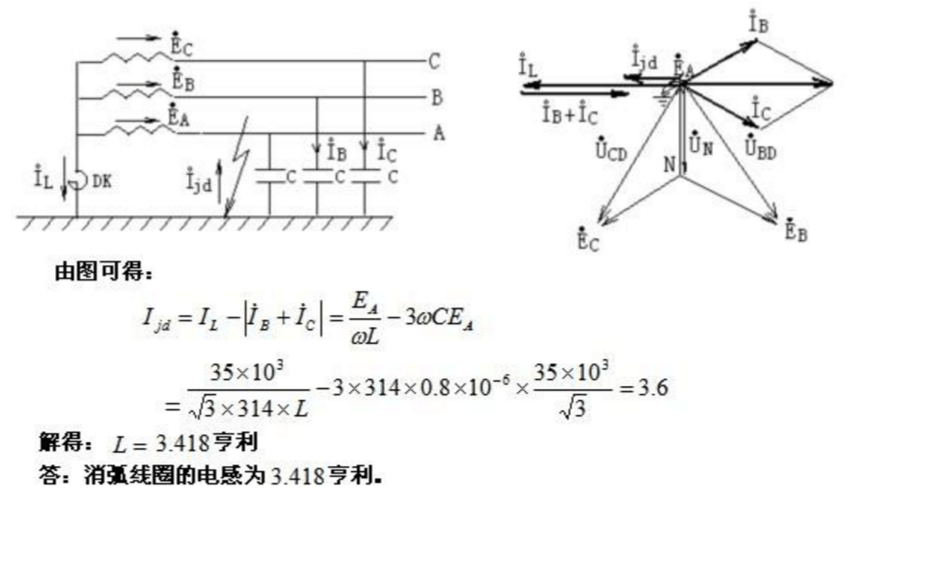 Ė_C
Ė_B
Ė_A
C
B
A
İ_L
DK
İ_jd
İ_B
İ_C
C
C
C
İ_L
İ_jd
Ė_A
İ_B
İ_B+İ_C
İ_C
U̇_CD
U̇_N
U̇_BD
N
Ė_C
Ė_B
由图可得：
I_jd = I_L − |İ_B + İ_C| = E_A/ωL − 3ωCE_A
= 35×10³/(√3×314×L) −3×314×0.8×10⁻⁶× 35×10³/√3 =3.6
解得： L = 3.418亨利
答：消弧线圈的电感为3.418亨利。